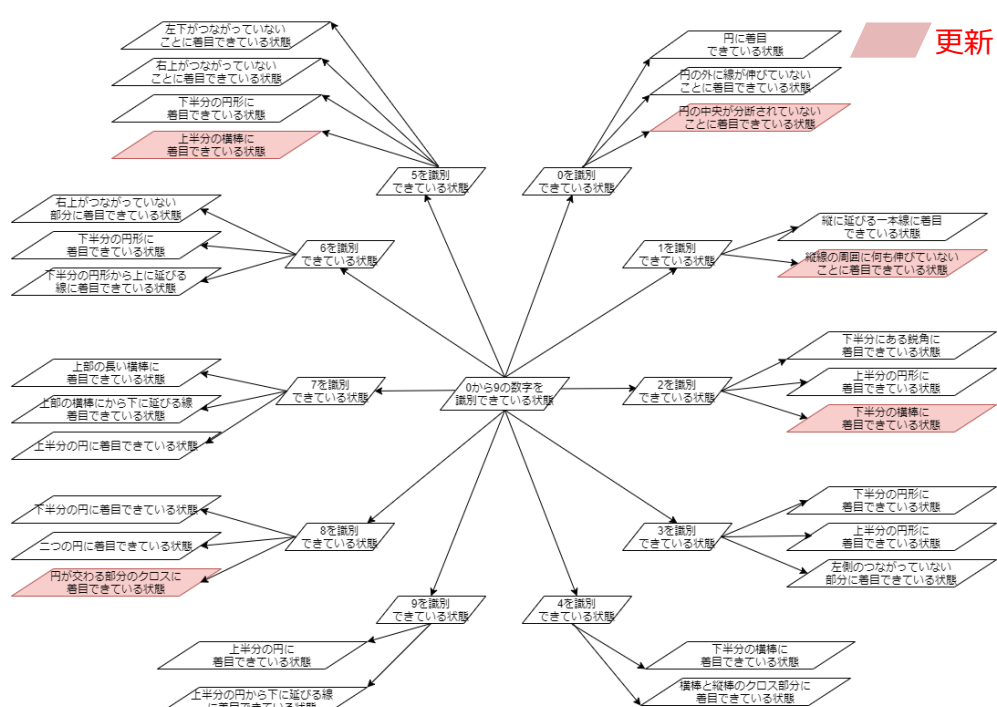 左下がつながっていない
ことに着目できている状態
右上がつながっていない
ことに着目できている状態
下半分の円形に
着目できている状態
上半分の横棒に
着目できている状態
5を識別
できている状態
円に着目
できている状態
円の外に線が伸びていない
ことに着目できている状態
円の中央が分断されていない
ことに着目できている状態
0を識別
できている状態
更新
右上がつながっていない
部分に着目できている状態
下半分の円形に
着目できている状態
下半分の円形から上に延びる
線に着目できている状態
6を識別
できている状態
縦に延びる一本線に着目
できている状態
縦線の周囲に何も伸びていない
ことに着目できている状態
1を識別
できている状態
上部の長い横棒に
着目できている状態
上部の横棒にから下に延びる線
着目できている状態
上半分の円に着目できている状態
7を識別
できている状態
0から9の数字を
識別できている状態
2を識別
できている状態
下半分にある鋭角に
着目できている状態
上半分の円形に
着目できている状態
下半分の横棒に
着目できている状態
下半分の円に着目できている状態
二つの円に着目できている状態
円が交わる部分のクロスに
着目できている状態
8を識別
できている状態
3を識別
できている状態
下半分の円形に
着目できている状態
上半分の円形に
着目できている状態
左側のつながっていない
部分に着目できている状態
9を識別
できている状態
上半分の円に
着目できている状態
上半分の円から下に延びる線
に着目できている状態
4を識別
できている状態
下半分の横棒に
着目できている状態
横棒と縦棒のクロス部分に
着目できている状態